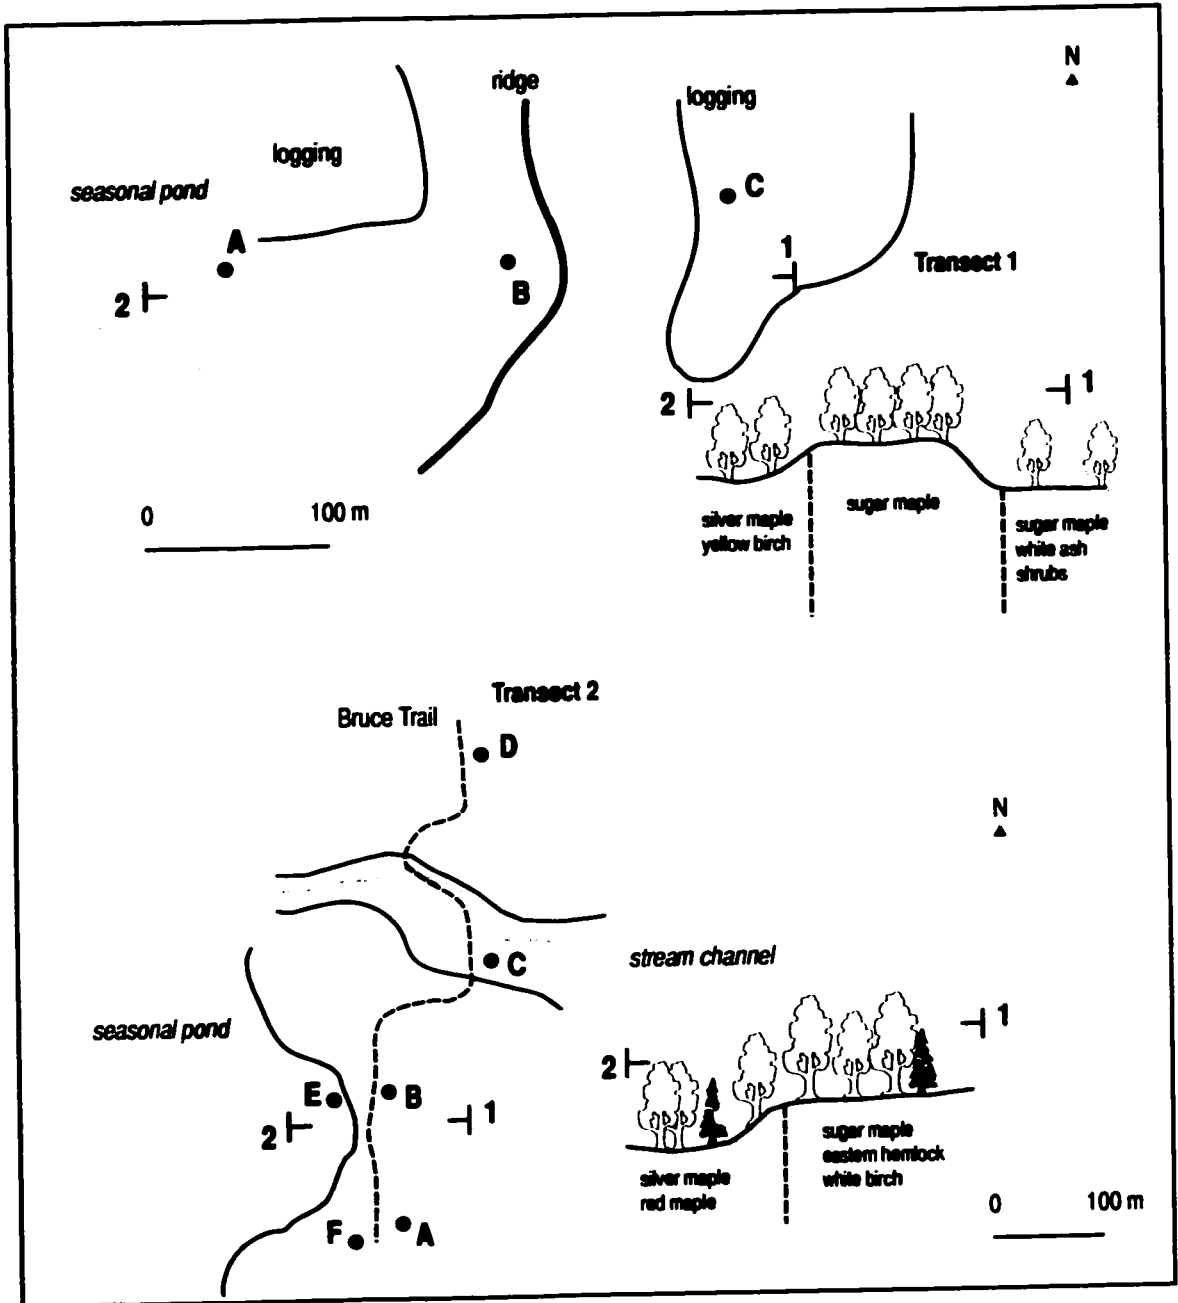 N
ridge
logging
logging
seasonal pond
C
A
1
Transect 1
B
2
2
1
0 100 m
sugar maple
silver maple
yellow birch
sugar maple
white ash
shrubs
Transect 2
Bruce Trail
D
N
C
stream channel
seasonal pond
1
2
E
B
2
1
sugar maple
eastern hemlock
white birch
silver maple
red maple
0 100 m
F
A